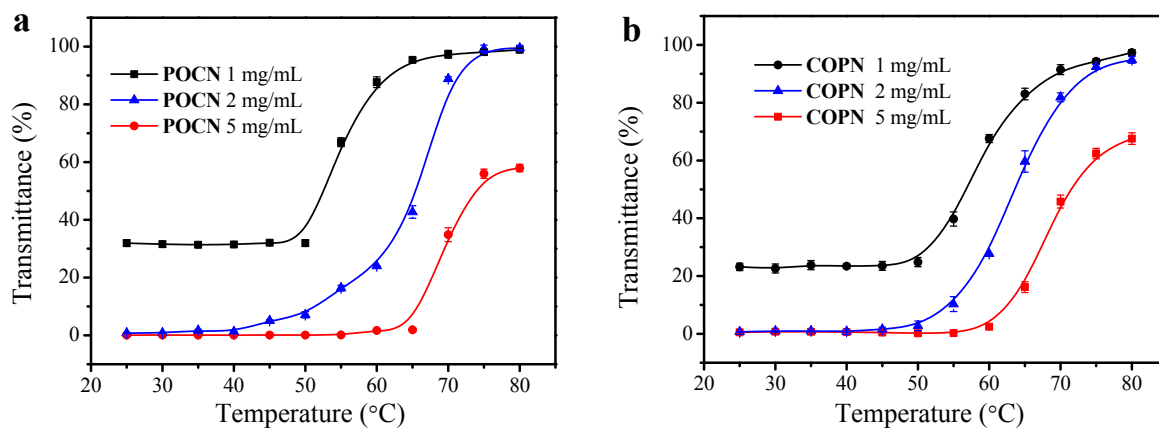 a
POCN 1 mg/mL
POCN 2 mg/mL
POCN 5 mg/mL
Transmittance (%)
100
80
60
40
20
0
20 30 40 50 60 70 80
Temperature (°C)
b
COPN 1 mg/mL
COPN 2 mg/mL
COPN 5 mg/mL
Transmittance (%)
100
80
60
40
20
0
20 30 40 50 60 70 80
Temperature (°C)